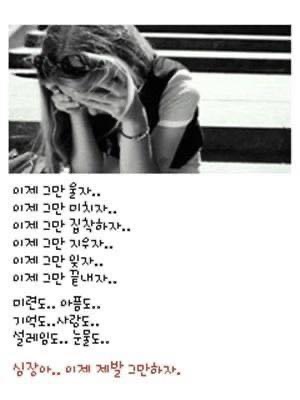 이제 그만 울자..
이제 그만 미치자..
이제 그만 집착하자..
이제 그만 지우자..
이제 그만 잊자..
이제 그만 끝내자..
미련도.. 아픔도..
기억도..사랑도..
설레임도.. 눈물도..
심장아.. 이제 제발 그만하자.